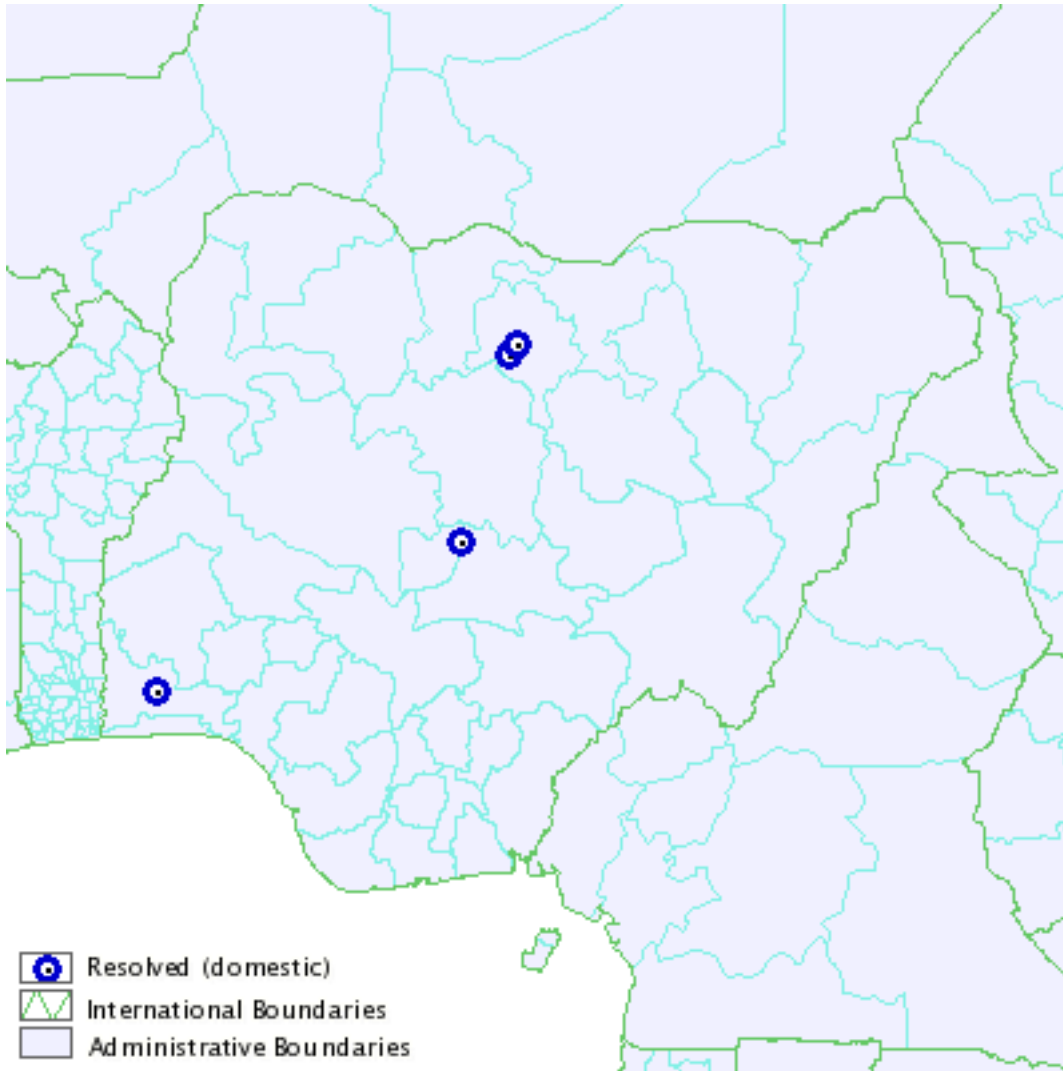 Resolved (domestic)
International Boundaries
Administrative Boundaries